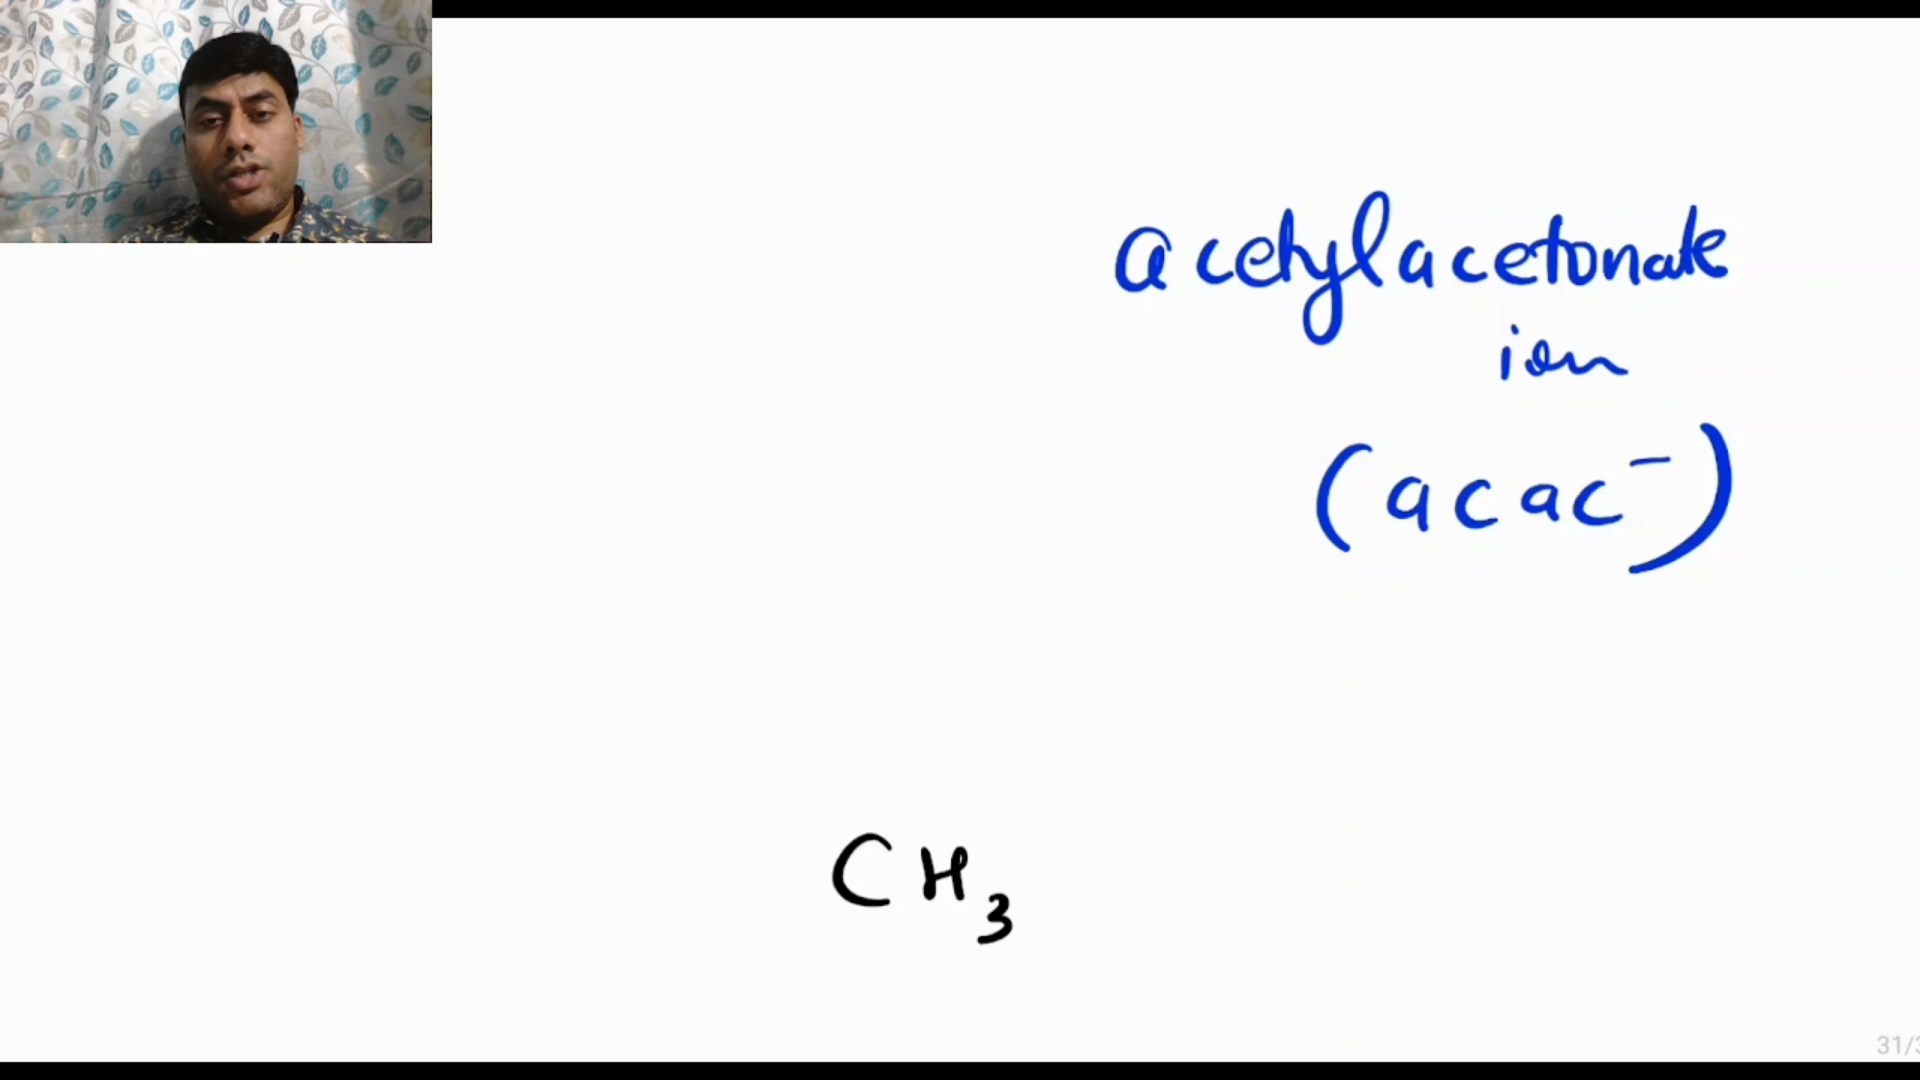 acetylacetonate
ion
(acac⁻)
CH₃
31/3